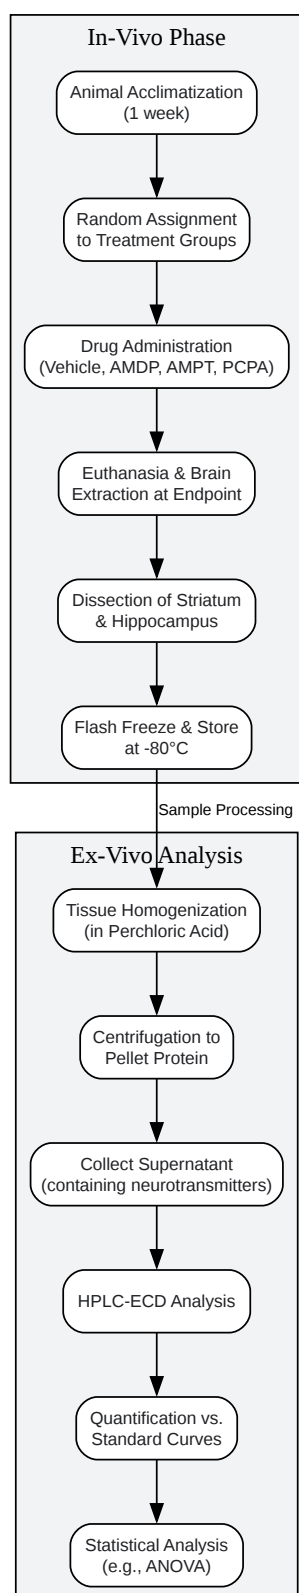 In-Vivo Phase
Animal Acclimatization
(1 week)
Random Assignment
to Treatment Groups
Drug Administration
(Vehicle, AMDP, AMPT, PCPA)
Euthanasia & Brain
Extraction at Endpoint
Dissection of Striatum
& Hippocampus
Flash Freeze & Store
at -80°C
Sample Processing
Ex-Vivo Analysis
Tissue Homogenization
(in Perchloric Acid)
Centrifugation to
Pellet Protein
Collect Supernatant
(containing neurotransmitters)
HPLC-ECD Analysis
Quantification vs.
Standard Curves
Statistical Analysis
(e.g., ANOVA)